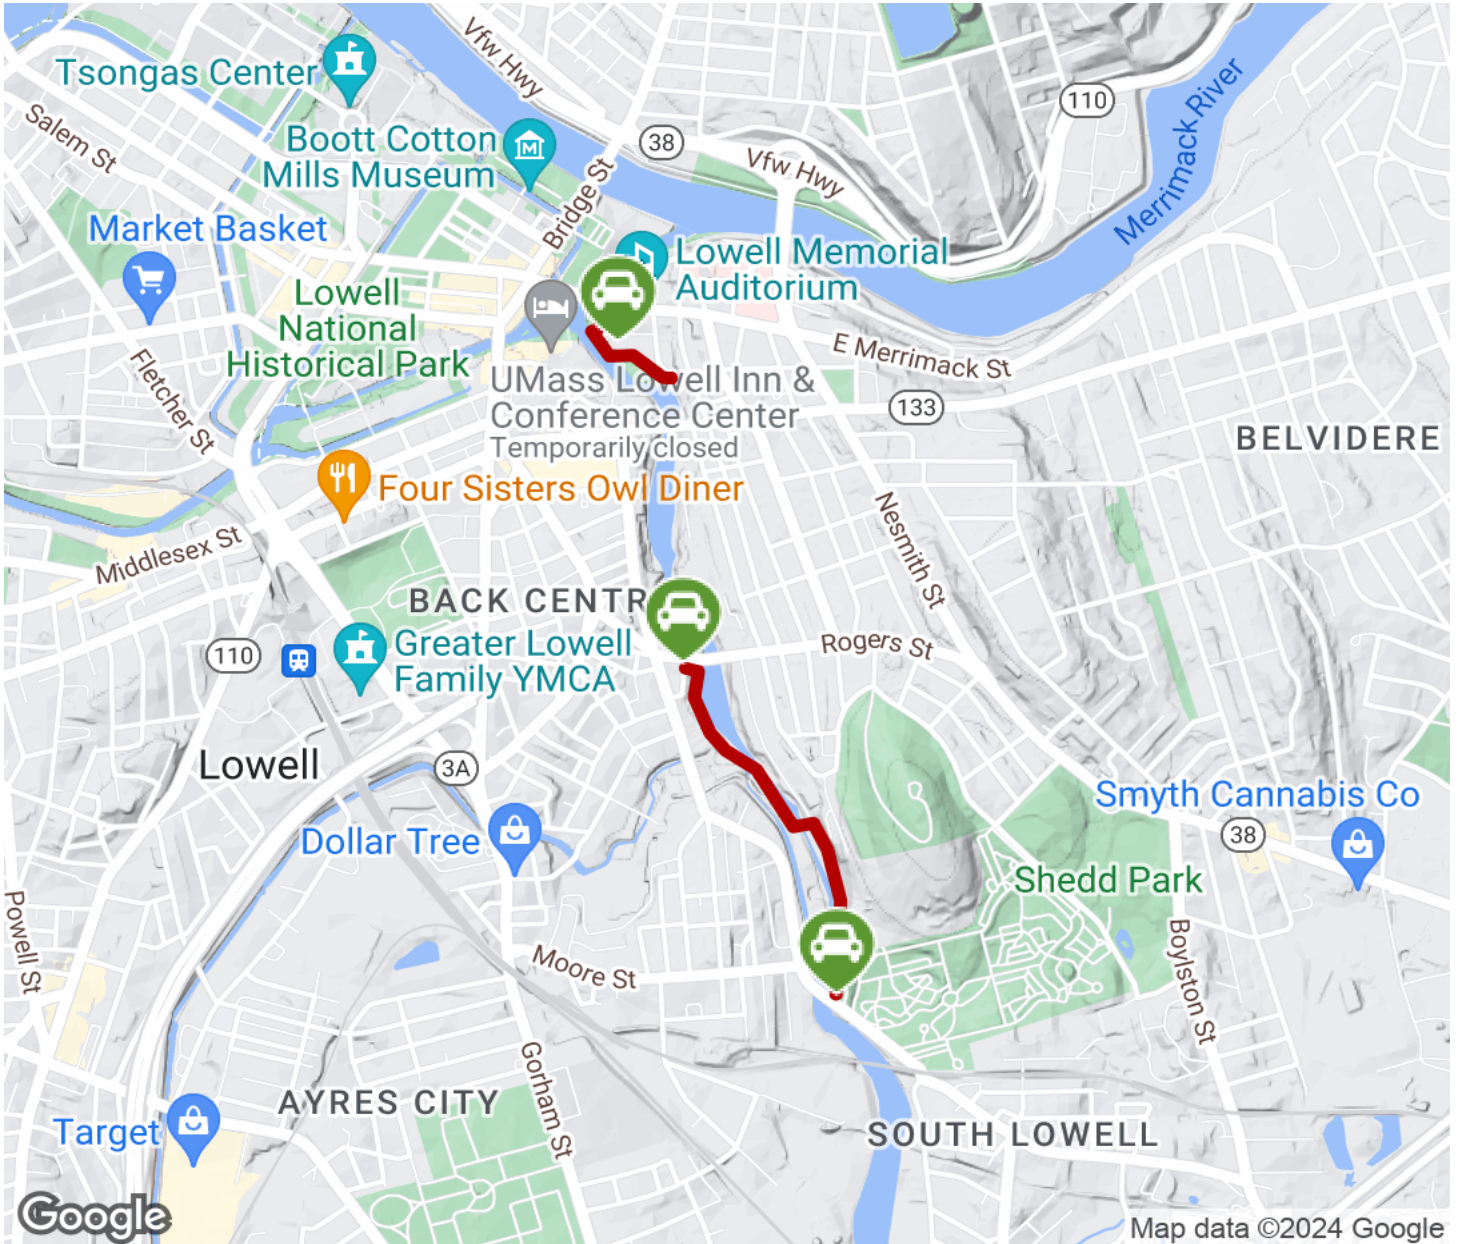 Vfw Hwy
Tsongas Center
110
Merrimack River
Salem St
Boott Cotton
Mills Museum
38
Vfw Hwy
Bridge St
Market Basket
Lowell Memorial
Auditorium
Lowell
National
Historical Park
Fletcher St
E Merrimack St
UMass Lowell Inn &
Conference Center
Temporarily closed
133
BELVIDERE
Four Sisters Owl Diner
Nesmith St
Middlesex St
BACK CENTR
110
Greater Lowell
Family YMCA
Rogers St
Lowell
3A
Smyth Cannabis Co
38
Dollar Tree
Shedd Park
Powell St
Moore St
Boylston St
Gorham St
AYRES CITY
Target
SOUTH LOWELL
Google
Map data ©2024 Google